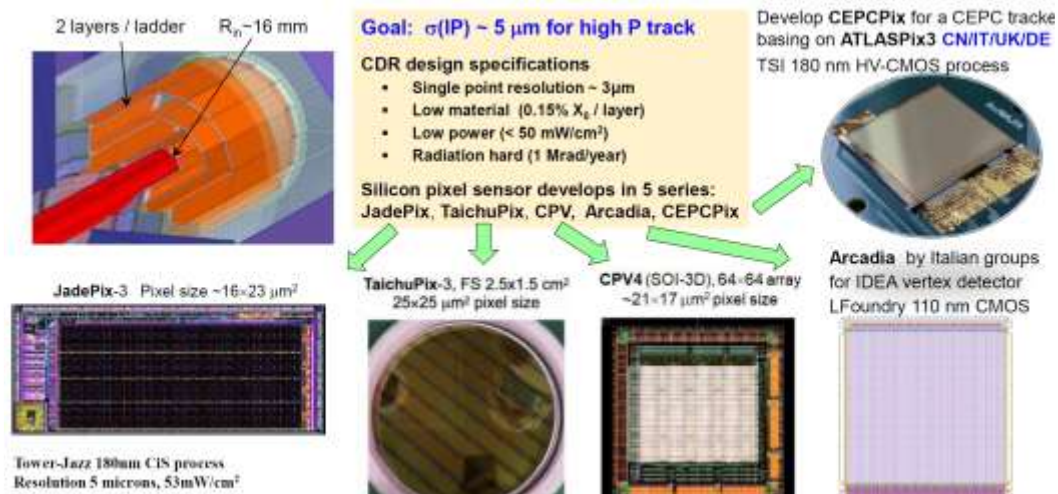 2 layers / ladder
R_in~16 mm
Goal: σ(IP) ~ 5 μm for high P track
CDR design specifications
• Single point resolution ~ 3μm
• Low material (0.15% X₀ / layer)
• Low power (< 50 mW/cm²)
• Radiation hard (1 Mrad/year)
Silicon pixel sensor develops in 5 series:
JadePix, TaichuPix, CPV, Arcadia, CEPCPix
Develop CEPCPix for a CEPC tracke
basing on ATLASPix3 CN/IT/UK/DE
TSI 180 nm HV-CMOS process
JadePix-3 Pixel size ~16×23 μm²
Tower-Jazz 180nm CiS process
Resolution 5 microns, 53mW/cm²
TaichuPix-3, FS 2.5x1.5 cm²
25×25 μm² pixel size
CPV4 (SOI-3D), 64×64 array
~21×17 μm² pixel size
Arcadia by Italian groups
for IDEA vertex detector
LFoundry 110 nm CMOS